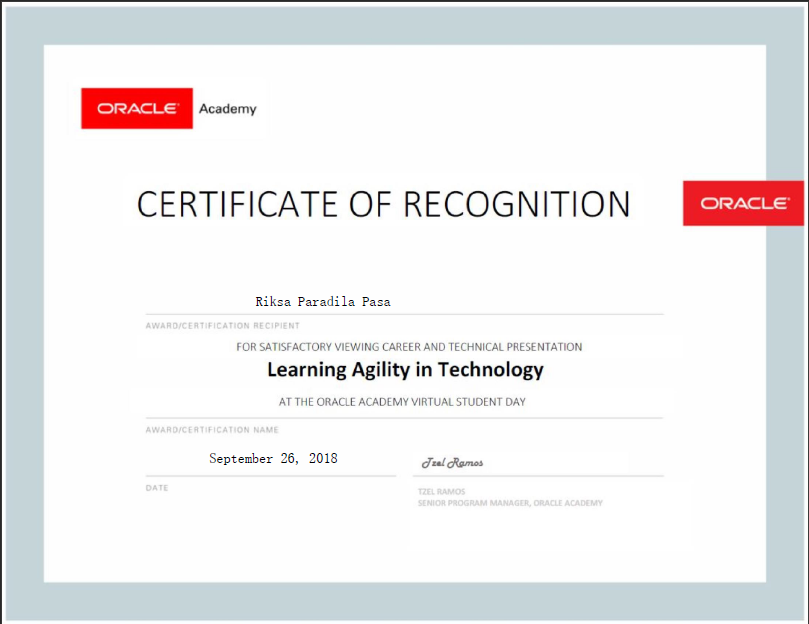 ORACLE Academy
CERTIFICATE OF RECOGNITION
ORACLE
Riksa Paradila Pasa
AWARD/CERTIFICATION RECIPIENT
FOR SATISFACTORY VIEWING CAREER AND TECHNICAL PRESENTATION
Learning Agility in Technology
AT THE ORACLE ACADEMY VIRTUAL STUDENT DAY
AWARD/CERTIFICATION NAME
September 26, 2018
Tzel Ramos
DATE
TZEL RAMOS
SENIOR PROGRAM MANAGER, ORACLE ACADEMY